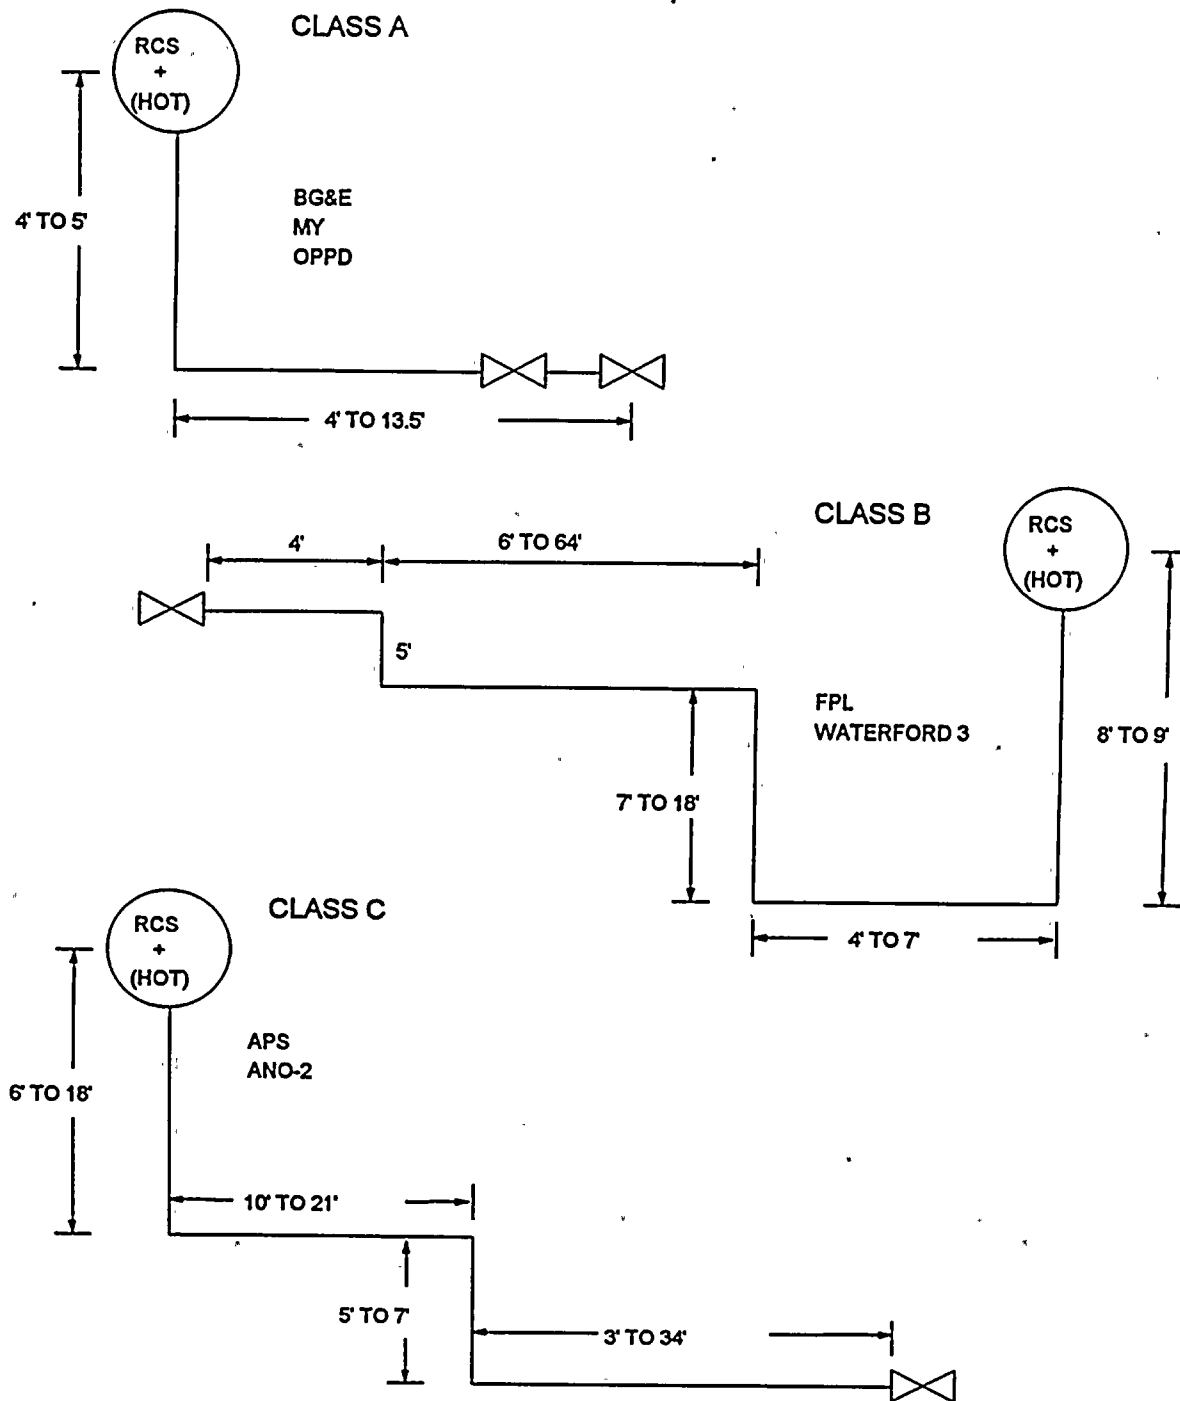 CLASS A
RCS
+
(HOT)
4' TO 5'
BG&E
MY
OPPD
4' TO 13.5'
CLASS B
RCS
+
(HOT)
4'
6' TO 64'
5'
FPL
WATERFORD 3
8' TO 9'
7' TO 18'
4' TO 7'
CLASS C
RCS
+
(HOT)
APS
ANO-2
6' TO 18'
10' TO 21'
5' TO 7'
3' TO 34'